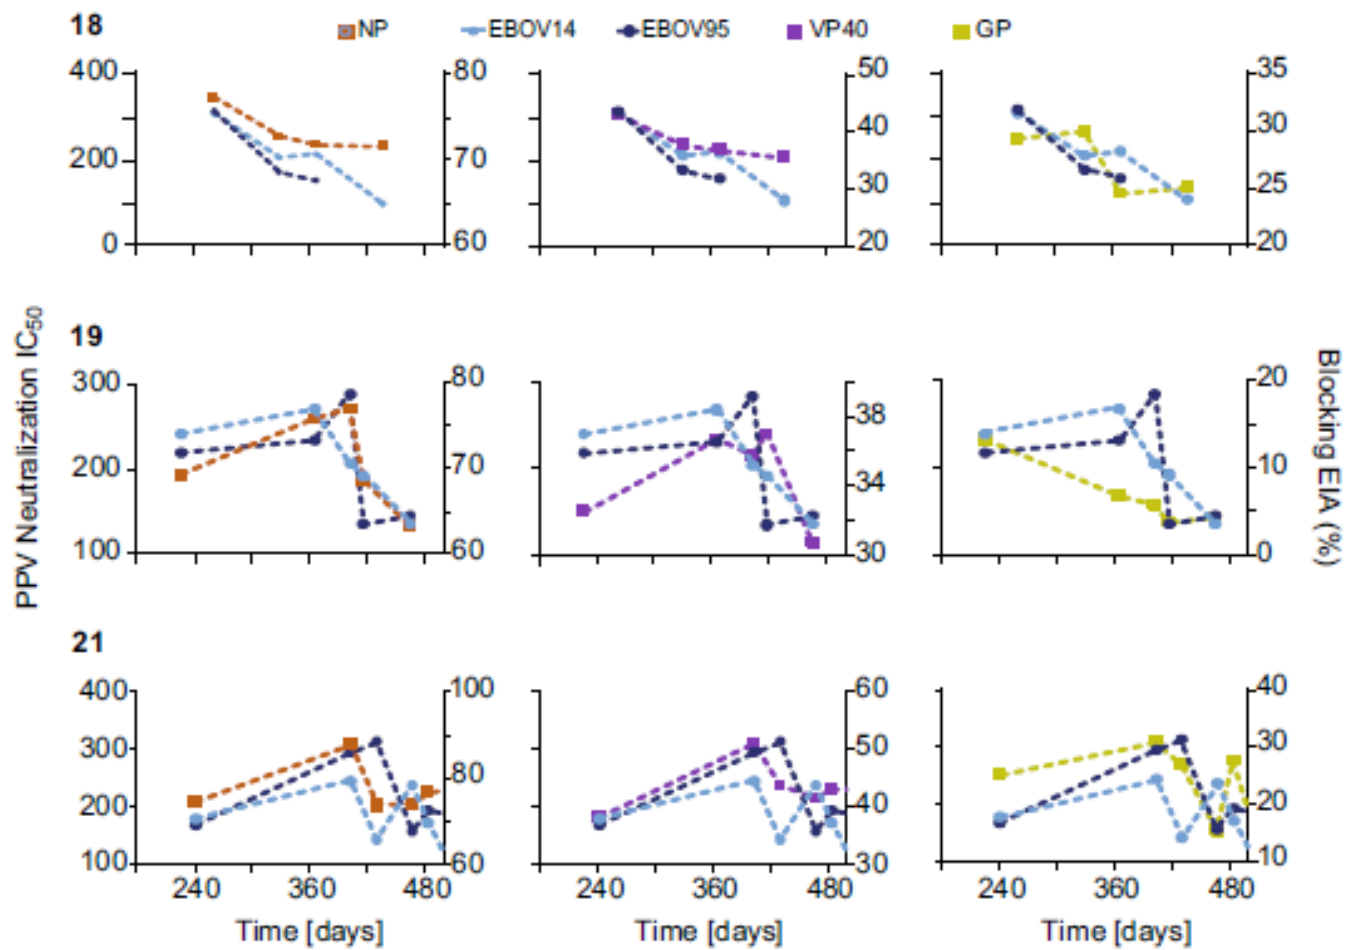 18
NP EBOV14 EBOV95 VP40 GP
400 80 50 35
200 70 40 30
30 25
0 60 20 20
PPV Neutralization IC50
Blocking EIA (%)
19
300 80 38 20
200 70 34 10
100 60 30 0
21
400 100 60 40
300 50 30
200 80 40 20
100 60 30 10
240 360 480 240 360 480 240 360 480
Time [days] Time [days] Time [days]